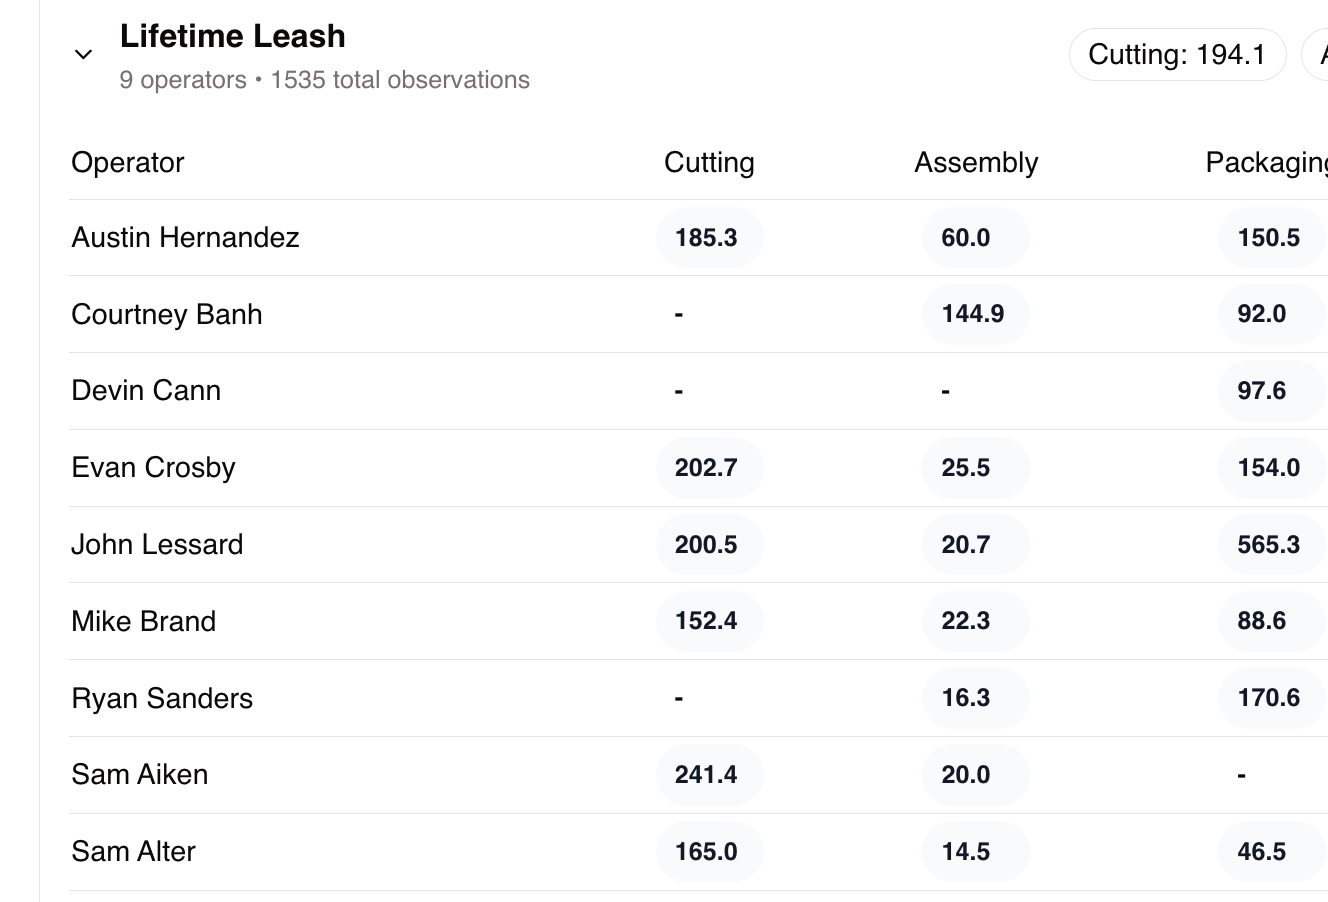 Lifetime Leash
9 operators • 1535 total observations
Cutting: 194.1
Operator Cutting Assembly Packaging
Austin Hernandez 185.3 60.0 150.5
Courtney Banh - 144.9 92.0
Devin Cann - - 97.6
Evan Crosby 202.7 25.5 154.0
John Lessard 200.5 20.7 565.3
Mike Brand 152.4 22.3 88.6
Ryan Sanders - 16.3 170.6
Sam Aiken 241.4 20.0 -
Sam Alter 165.0 14.5 46.5